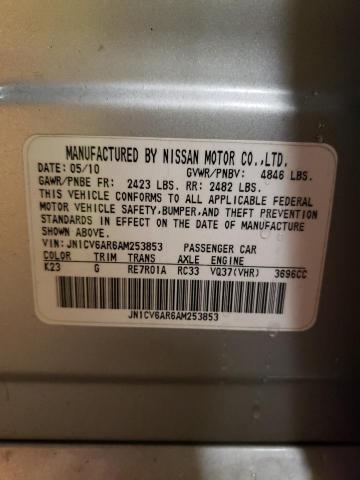 MANUFACTURED BY NISSAN MOTOR CO.,LTD.
DATE: 05/10 GVWR/PNBV: 4846 LBS.
GAWR/PNBE FR: 2423 LBS. RR: 2482 LBS.
THIS VEHICLE CONFORMS TO ALL APPLICABLE FEDERAL
MOTOR VEHICLE SAFETY,BUMPER,AND THEFT PREVENTION
STANDARDS IN EFFECT ON THE DATE OF MANUFACTURE
SHOWN ABOVE.
VIN: JN1CV6AR6AM253853 PASSENGER CAR
COLOR TRIM TRANS AXLE ENGINE
K23 G RE7R01A RC33 VQ37(VHR) 3696CC
JN1CV6AR6AM253853